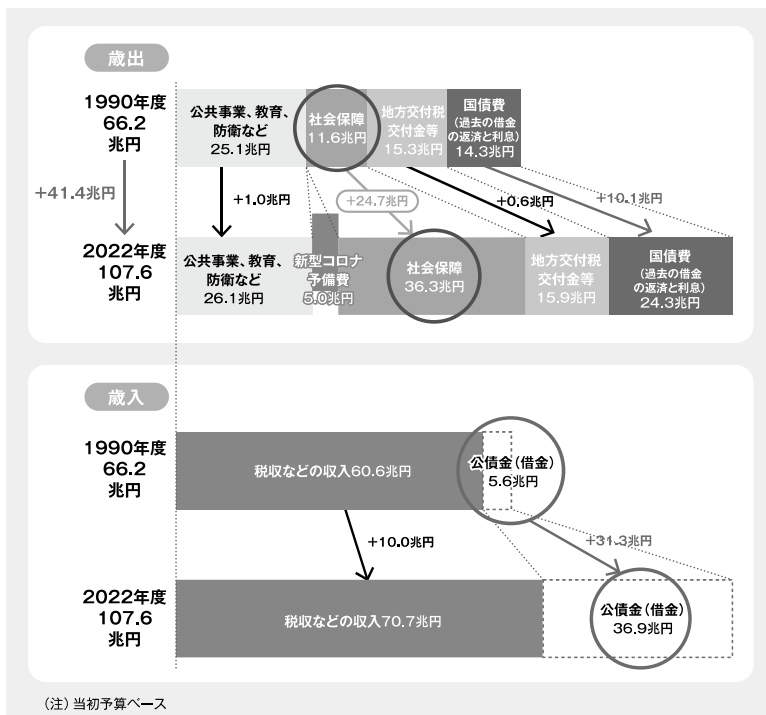 歳出
1990年度
66.2
兆円
公共事業、教育、
防衛など
25.1兆円
社会保障
11.6兆円
地方交付税
交付金等
15.3兆円
国債費
(過去の借金
の返済と利息)
14.3兆円
+41.4兆円
+1.0兆円
+24.7兆円
+0.6兆円
+10.1兆円
2022年度
107.6
兆円
公共事業、教育、
防衛など
26.1兆円
新型コロナ
予備費
5.0兆円
社会保障
36.3兆円
地方交付税
交付金等
15.9兆円
国債費
(過去の借金
の返済と利息)
24.3兆円
歳入
1990年度
66.2
兆円
税収などの収入60.6兆円
公債金(借金)
5.6兆円
+10.0兆円
+31.3兆円
2022年度
107.6
兆円
税収などの収入70.7兆円
公債金(借金)
36.9兆円
(注)当初予算ベース